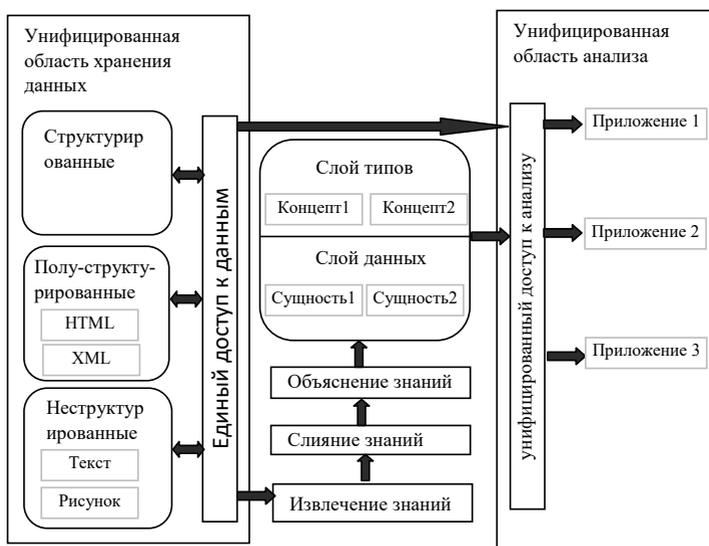 Унифицированная
область хранения
данных
Структурир
ованные
Полу-структу-
рированные
HTML
XML
Неструктур
ированные
Текст
Рисунок
Единый доступ к данным
Слой типов
Концепт1
Концепт2
Слой данных
Сущность1
Сущность2
Объяснение знаний
Слияние знаний
Извлечение знаний
Унифицированная
область анализа
унифицированный доступ к анализу
Приложение 1
Приложение 2
Приложение 3